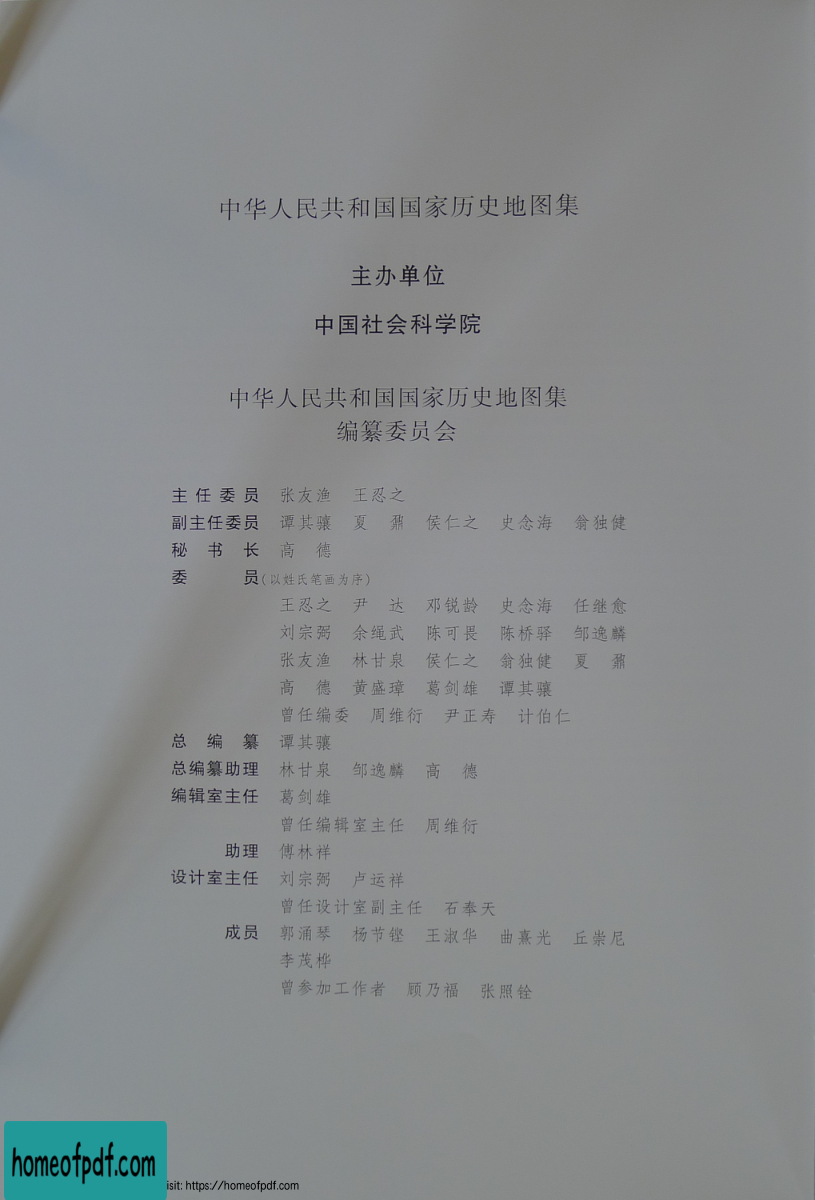 中华人民共和国国家历史地图集
主办单位
中国社会科学院
中华人民共和国国家历史地图集
编纂委员会
主任委员 张友渔 王忍之
副主任委员 谭其骧 夏 鼐 侯仁之 史念海 翁独健
秘书长 高 德
委 员(以姓氏笔画为序)
王忍之 尹 达 邓锐龄 史念海 任继愈
刘宗弼 余绳武 陈可畏 陈桥驿 邹逸麟
张友渔 林甘泉 侯仁之 翁独健 夏 鼐
高 德 黄盛璋 葛剑雄 谭其骧
曾任编委 周维衍 尹正寿 计伯仁
总编纂 谭其骧
总编纂助理 林甘泉 邹逸麟 高 德
编辑室主任 葛剑雄
曾任编辑室主任 周维衍
助理 傅林祥
设计室主任 刘宗弼 卢运祥
曾任设计室副主任 石奉天
成员 郭涌琴 杨节铿 王淑华 曲熹光 丘崇尼
李茂桦
曾参加工作者 顾乃福 张照铨
homeofpdf.com
isit: https://homeofpdf.com